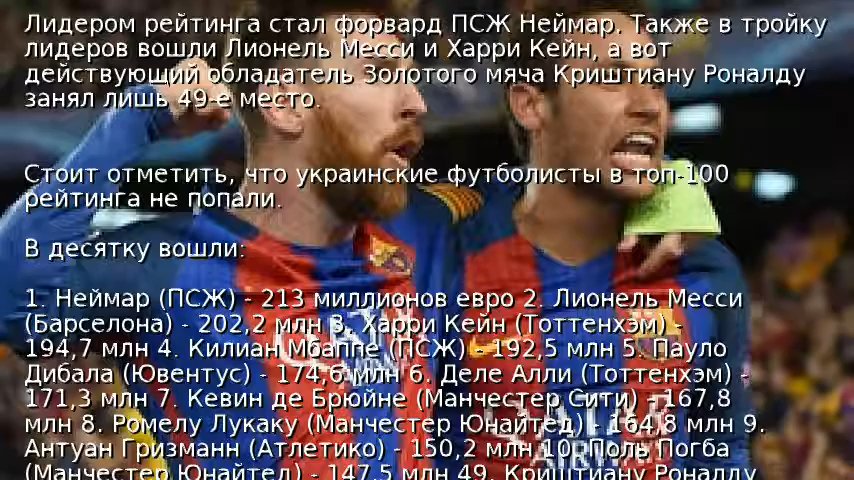 Лидером рейтинга стал форвард ПСЖ Неймар. Также в тройку
лидеров вошли Лионель Месси и Харри Кейн, а вот
действующий обладатель Золотого мяча Криштиану Роналду
занял лишь 49-е место.
Стоит отметить, что украинские футболисты в топ-100
рейтинга не попали.
В десятку вошли:
1. Неймар (ПСЖ) - 213 миллионов евро 2. Лионель Месси
(Барселона) - 202,2 млн 3. Харри Кейн (Тоттенхэм) -
194,7 млн 4. Килиан Мбаппе (ПСЖ) - 192,5 млн 5. Пауло
Дибала (Ювентус) - 174,6 млн 6. Деле Алли (Тоттенхэм) -
171,3 млн 7. Кевин де Брюйне (Манчестер Сити) - 167,8
млн 8. Ромелу Лукаку (Манчестер Юнайтед) - 164,8 млн 9.
Антуан Гризманн (Атлетико) - 150,2 млн 10. Поль Погба
(Манчестер Юнайтед) - 147,5 млн 49. Криштиану Роналду